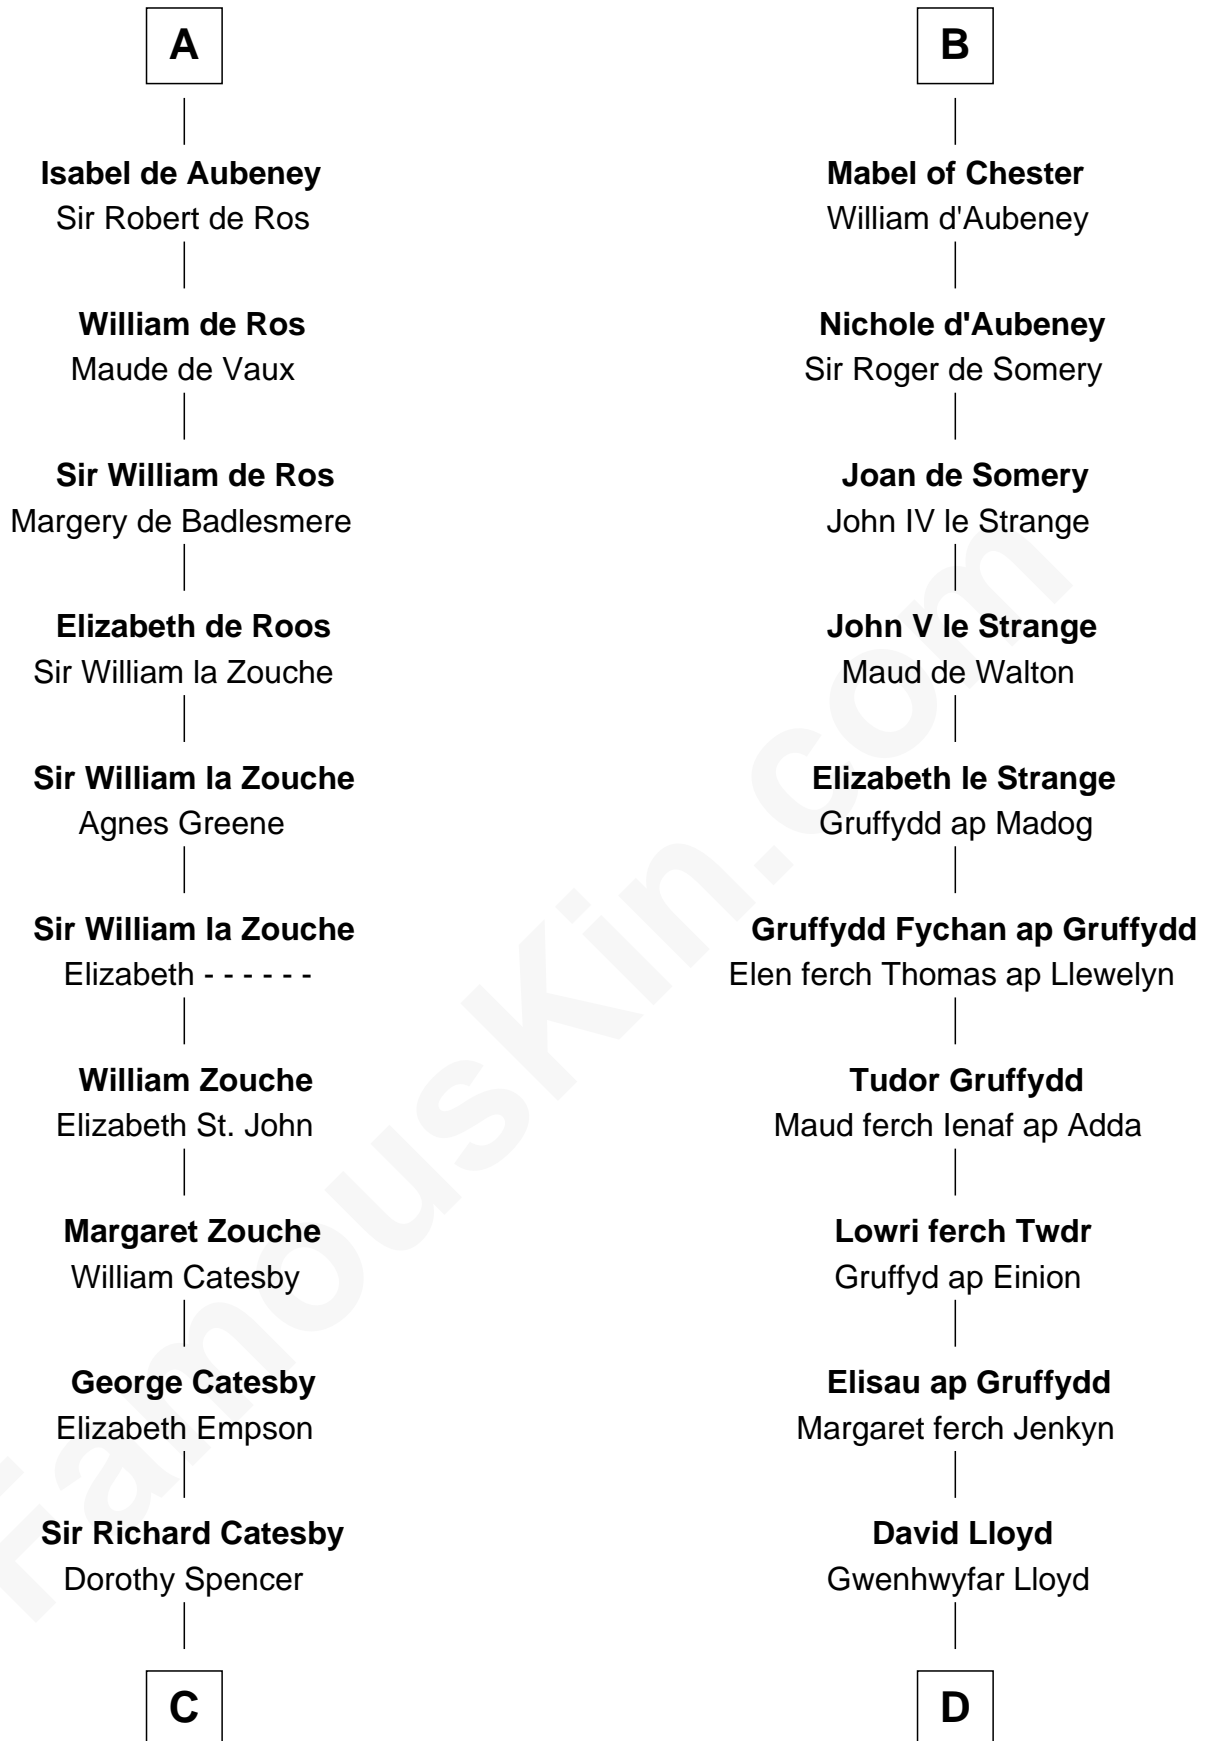 A
Isabel de Aubeney
Sir Robert de Ros
William de Ros
Maude de Vaux
Sir William de Ros
Margery de Badlesmere
Elizabeth de Roos
Sir William la Zouche
Sir William la Zouche
Agnes Greene
Sir William la Zouche
Elizabeth - - - - - -
William Zouche
Elizabeth St. John
Margaret Zouche
William Catesby
George Catesby
Elizabeth Empson
Sir Richard Catesby
Dorothy Spencer
C
B
Mabel of Chester
William d'Aubeney
Nichole d'Aubeney
Sir Roger de Somery
Joan de Somery
John IV le Strange
John V le Strange
Maud de Walton
Elizabeth le Strange
Gruffydd ap Madog
Gruffydd Fychan ap Gruffydd
Elen ferch Thomas ap Llewelyn
Tudor Gruffydd
Maud ferch Ienaf ap Adda
Lowri ferch Twdr
Gruffyd ap Einion
Elisau ap Gruffydd
Margaret ferch Jenkyn
David Lloyd
Gwenhwyfar Lloyd
D
FamousKin.com